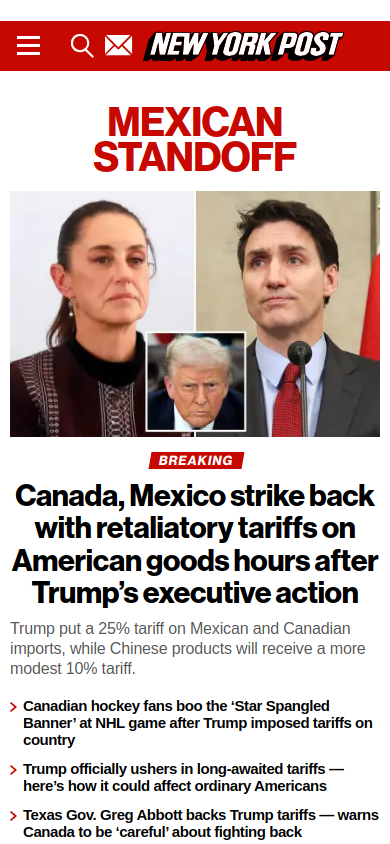 NEW YORK POST
MEXICAN
STANDOFF
BREAKING
Canada, Mexico strike back
with retaliatory tariffs on
American goods hours after
Trump’s executive action
Trump put a 25% tariff on Mexican and Canadian
imports, while Chinese products will receive a more
modest 10% tariff.
Canadian hockey fans boo the ‘Star Spangled
Banner’ at NHL game after Trump imposed tariffs on
country
Trump officially ushers in long-awaited tariffs —
here’s how it could affect ordinary Americans
Texas Gov. Greg Abbott backs Trump tariffs — warns
Canada to be ‘careful’ about fighting back